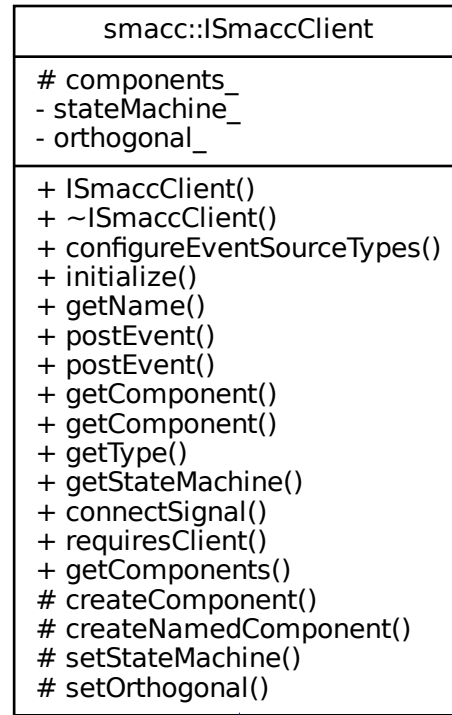 smacc::ISmaccClient
# components_
- stateMachine_
- orthogonal_
+ ISmaccClient()
+ ~ISmaccClient()
+ configureEventSourceTypes()
+ initialize()
+ getName()
+ postEvent()
+ postEvent()
+ getComponent()
+ getComponent()
+ getType()
+ getStateMachine()
+ connectSignal()
+ requiresClient()
+ getComponents()
# createComponent()
# createNamedComponent()
# setStateMachine()
# setOrthogonal()